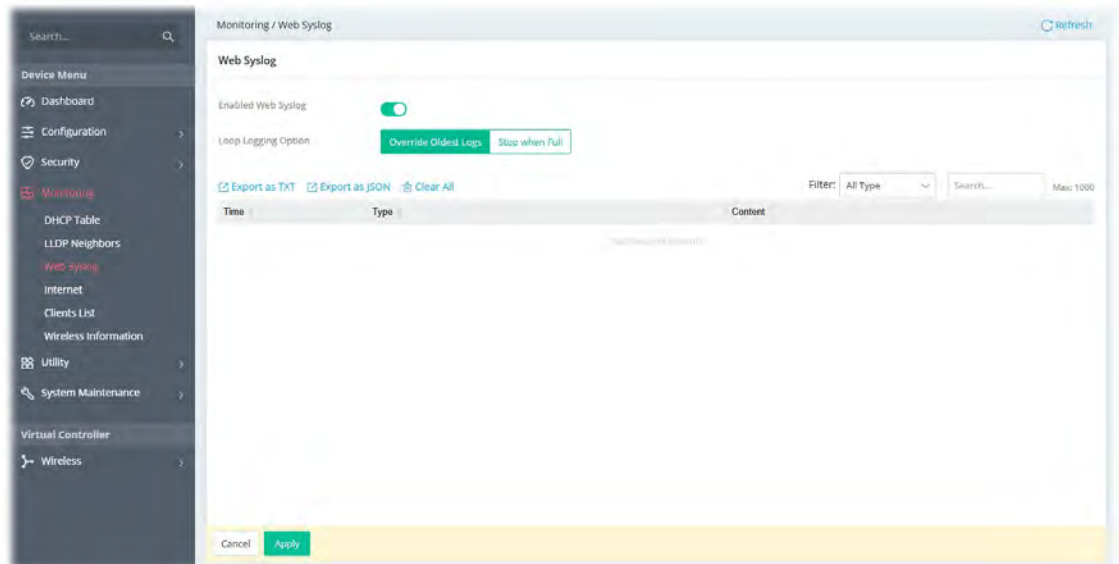 Monitoring / Web Syslog
Refresh
Search...
Web Syslog
Device Menu
Dashboard
Enabled Web Syslog
Configuration
Loop Logging Option
Override Oldest Logs
Stop when Full
Security
Monitoring
Export as TXT
Export as JSON
Clear All
Filter:
All Type
Search...
Max: 1000
DHCP Table
Time
Type
Content
LLDP Neighbors
Web Syslog
Internet
Clients List
Wireless Information
Utility
System Maintenance
Virtual Controller
Wireless
Cancel
Apply